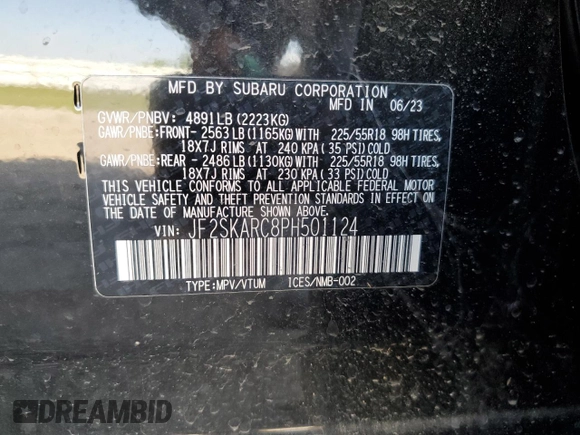 MFD BY SUBARU CORPORATION
MFD IN 06/23
GVWR/PNBV: 4891LB (2223KG)
GAWR/PNBE:FRONT- 2563LB (1165KG) WITH 225/55R18 98H TIRES,
18X7J RIMS AT 240 KPA (35 PSI) COLD
GAWR/PNBE:REAR - 2486LB (1130KG) WITH 225/55R18 98H TIRES,
18X7J RIMS AT 230 KPA (33 PSI) COLD
THIS VEHICLE CONFORMS TO ALL APPLICABLE FEDERAL MOTOR
VEHICLE SAFETY AND THEFT PREVENTION STANDARDS IN EFFECT ON
THE DATE OF MANUFACTURE SHOWN ABOVE.
VIN: JF2SKARC8PH501124
TYPE:MPV/VTUM ICES/NMB-002
DREAMBID